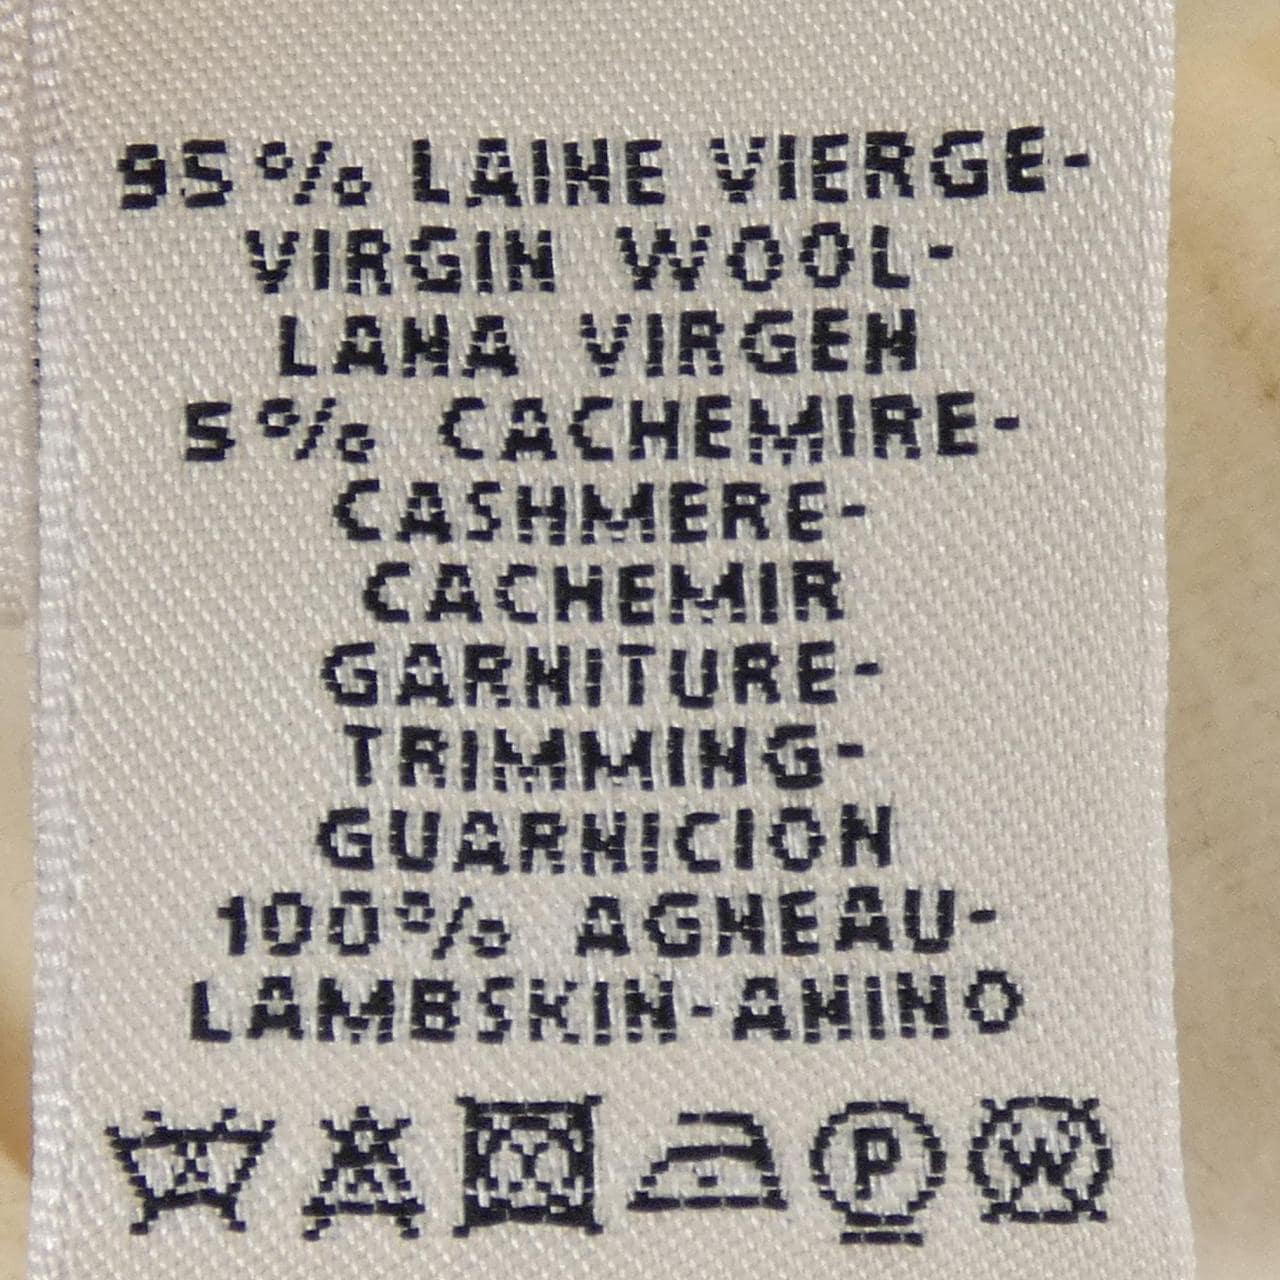 95% LAINE VIERGE-
VIRGIN WOOL-
LANA VIRGEN
5% CACHEMIRE-
CASHMERE-
CACHEMIR
GARNITURE-
TRIMMING-
GUARNICION
100% AGNEAU-
LAMBSKIN-ANINO
P W